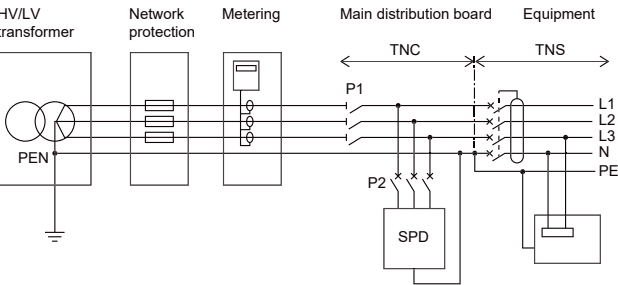 HV/LV
transformer
Network
protection
Metering
Main distribution board
Equipment
TNC
TNS
P1
L1
L2
L3
N
PE
PEN
P2
SPD